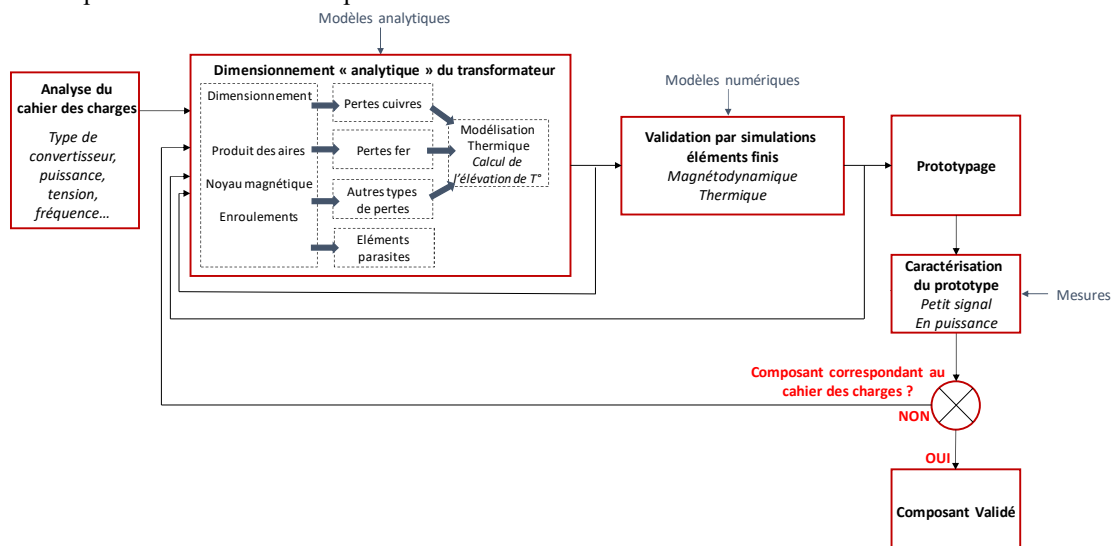 Modèles analytiques
Analyse du
cahier des charges
Type de
convertisseur,
puissance,
tension,
fréquence…
Dimensionnement « analytique » du transformateur
Dimensionnement
Produit des aires
Noyau magnétique
Enroulements
Pertes cuivres
Pertes fer
Autres types
de pertes
Eléments
parasites
Modélisation
Thermique
Calcul de
l'élévation de T°
Modèles numériques
Validation par simulations
éléments finis
Magnétodynamique
Thermique
Prototypage
Caractérisation
du prototype
Petit signal
En puissance
Mesures
Composant correspondant au
cahier des charges ?
NON
OUI
Composant Validé